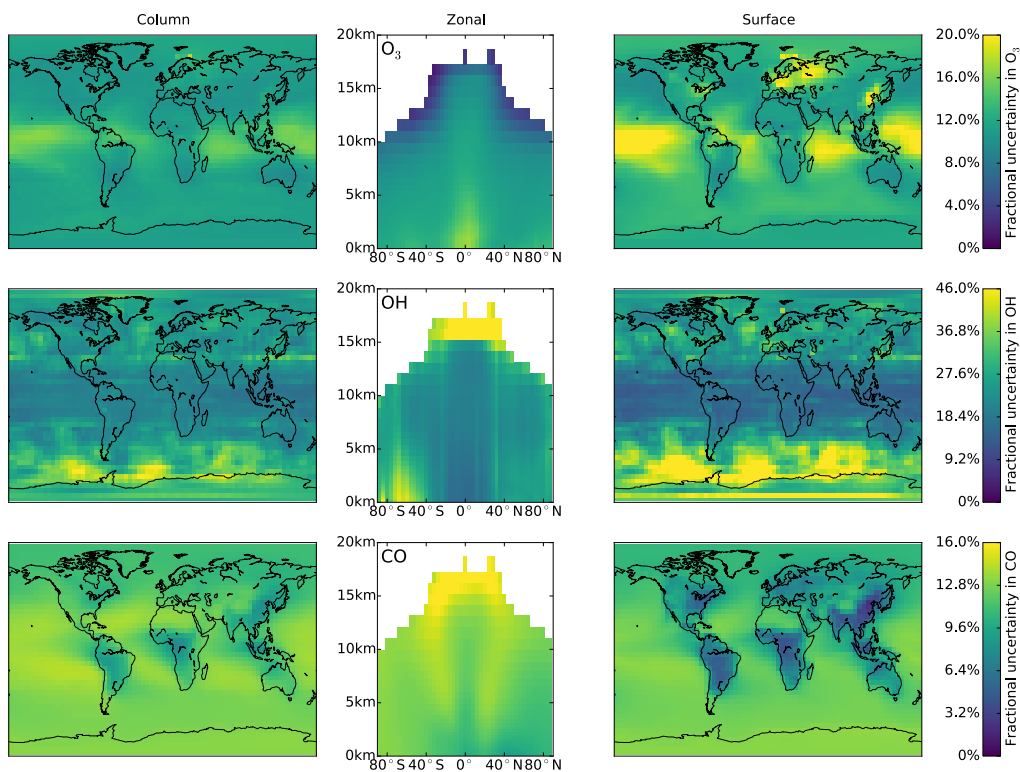 Column Zonal Surface
O₃
20km
15km
10km
5km
0km
80°S 40°S 0° 40°N 80°N
20.0%
16.0%
12.0%
8.0%
4.0%
0%
Fractional uncertainty in O₃
OH
20km
15km
10km
5km
0km
80°S 40°S 0° 40°N 80°N
46.0%
36.8%
27.6%
18.4%
9.2%
0%
Fractional uncertainty in OH
CO
20km
15km
10km
5km
0km
80°S 40°S 0° 40°N 80°N
16.0%
12.8%
9.6%
6.4%
3.2%
0%
Fractional uncertainty in CO